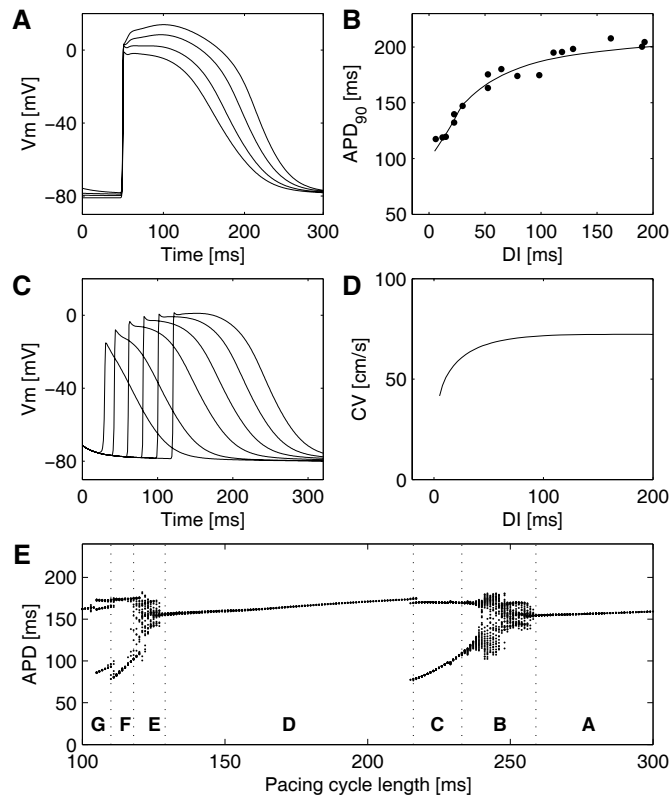 A
Vm [mV]
0
−40
−80
0 100 200 300
Time [ms]
B
APD90 [ms]
200
150
100
50
0 50 100 150 200
DI [ms]
C
Vm [mV]
0
−40
−80
0 100 200 300
Time [ms]
D
CV [cm/s]
100
50
0
0 100 200
DI [ms]
E
APD [ms]
200
100
0
G F E D C B A
100 150 200 250 300
Pacing cycle length [ms]